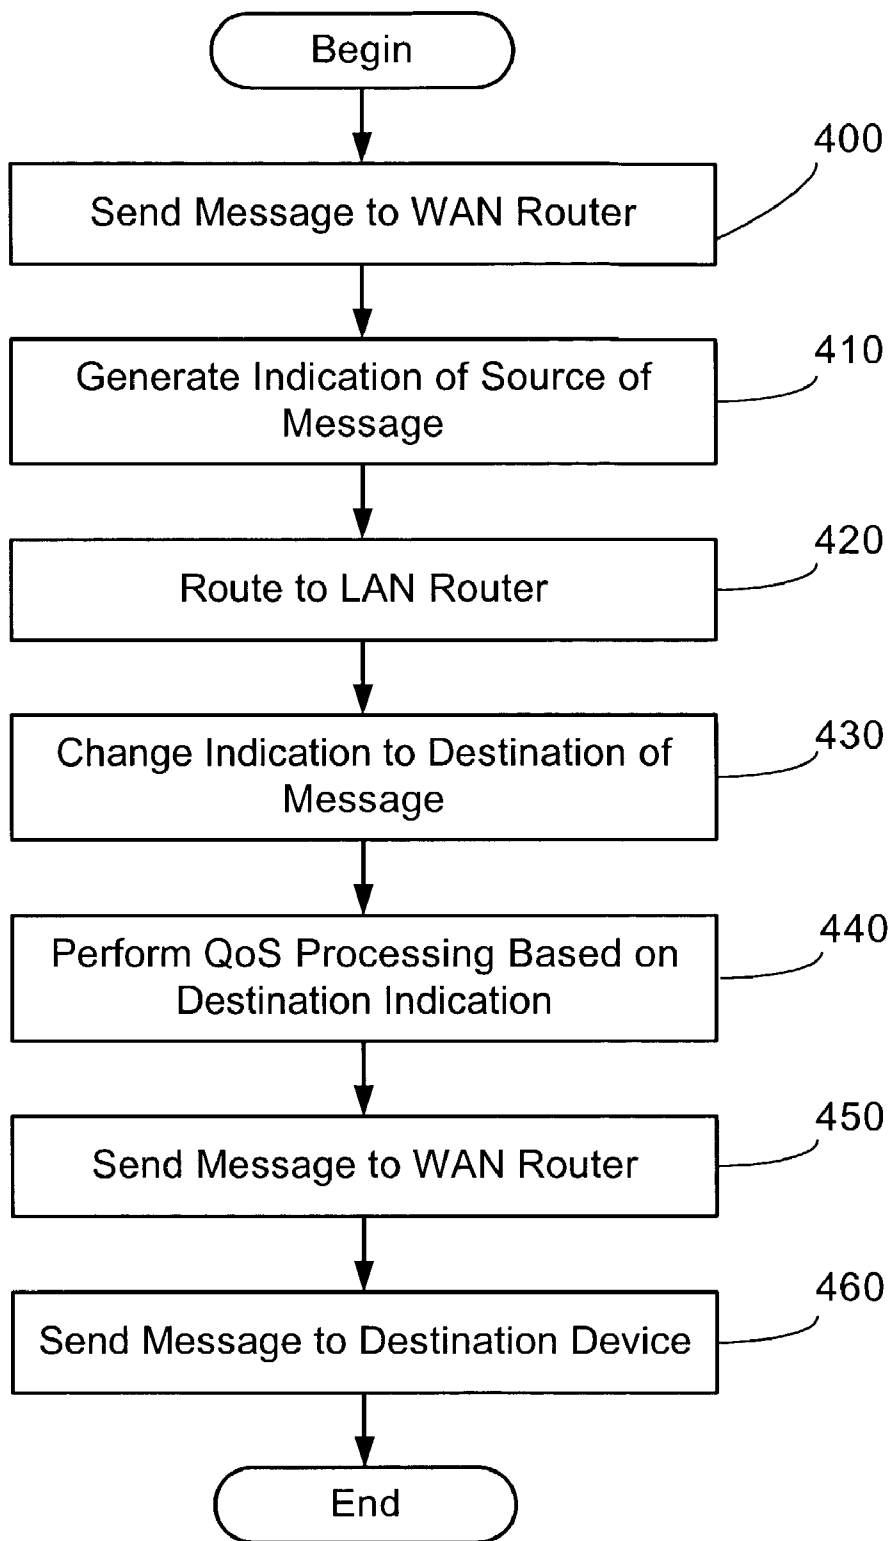 Begin
400
Send Message to WAN Router
410
Generate Indication of Source of
Message
420
Route to LAN Router
430
Change Indication to Destination of
Message
440
Perform QoS Processing Based on
Destination Indication
450
Send Message to WAN Router
460
Send Message to Destination Device
End